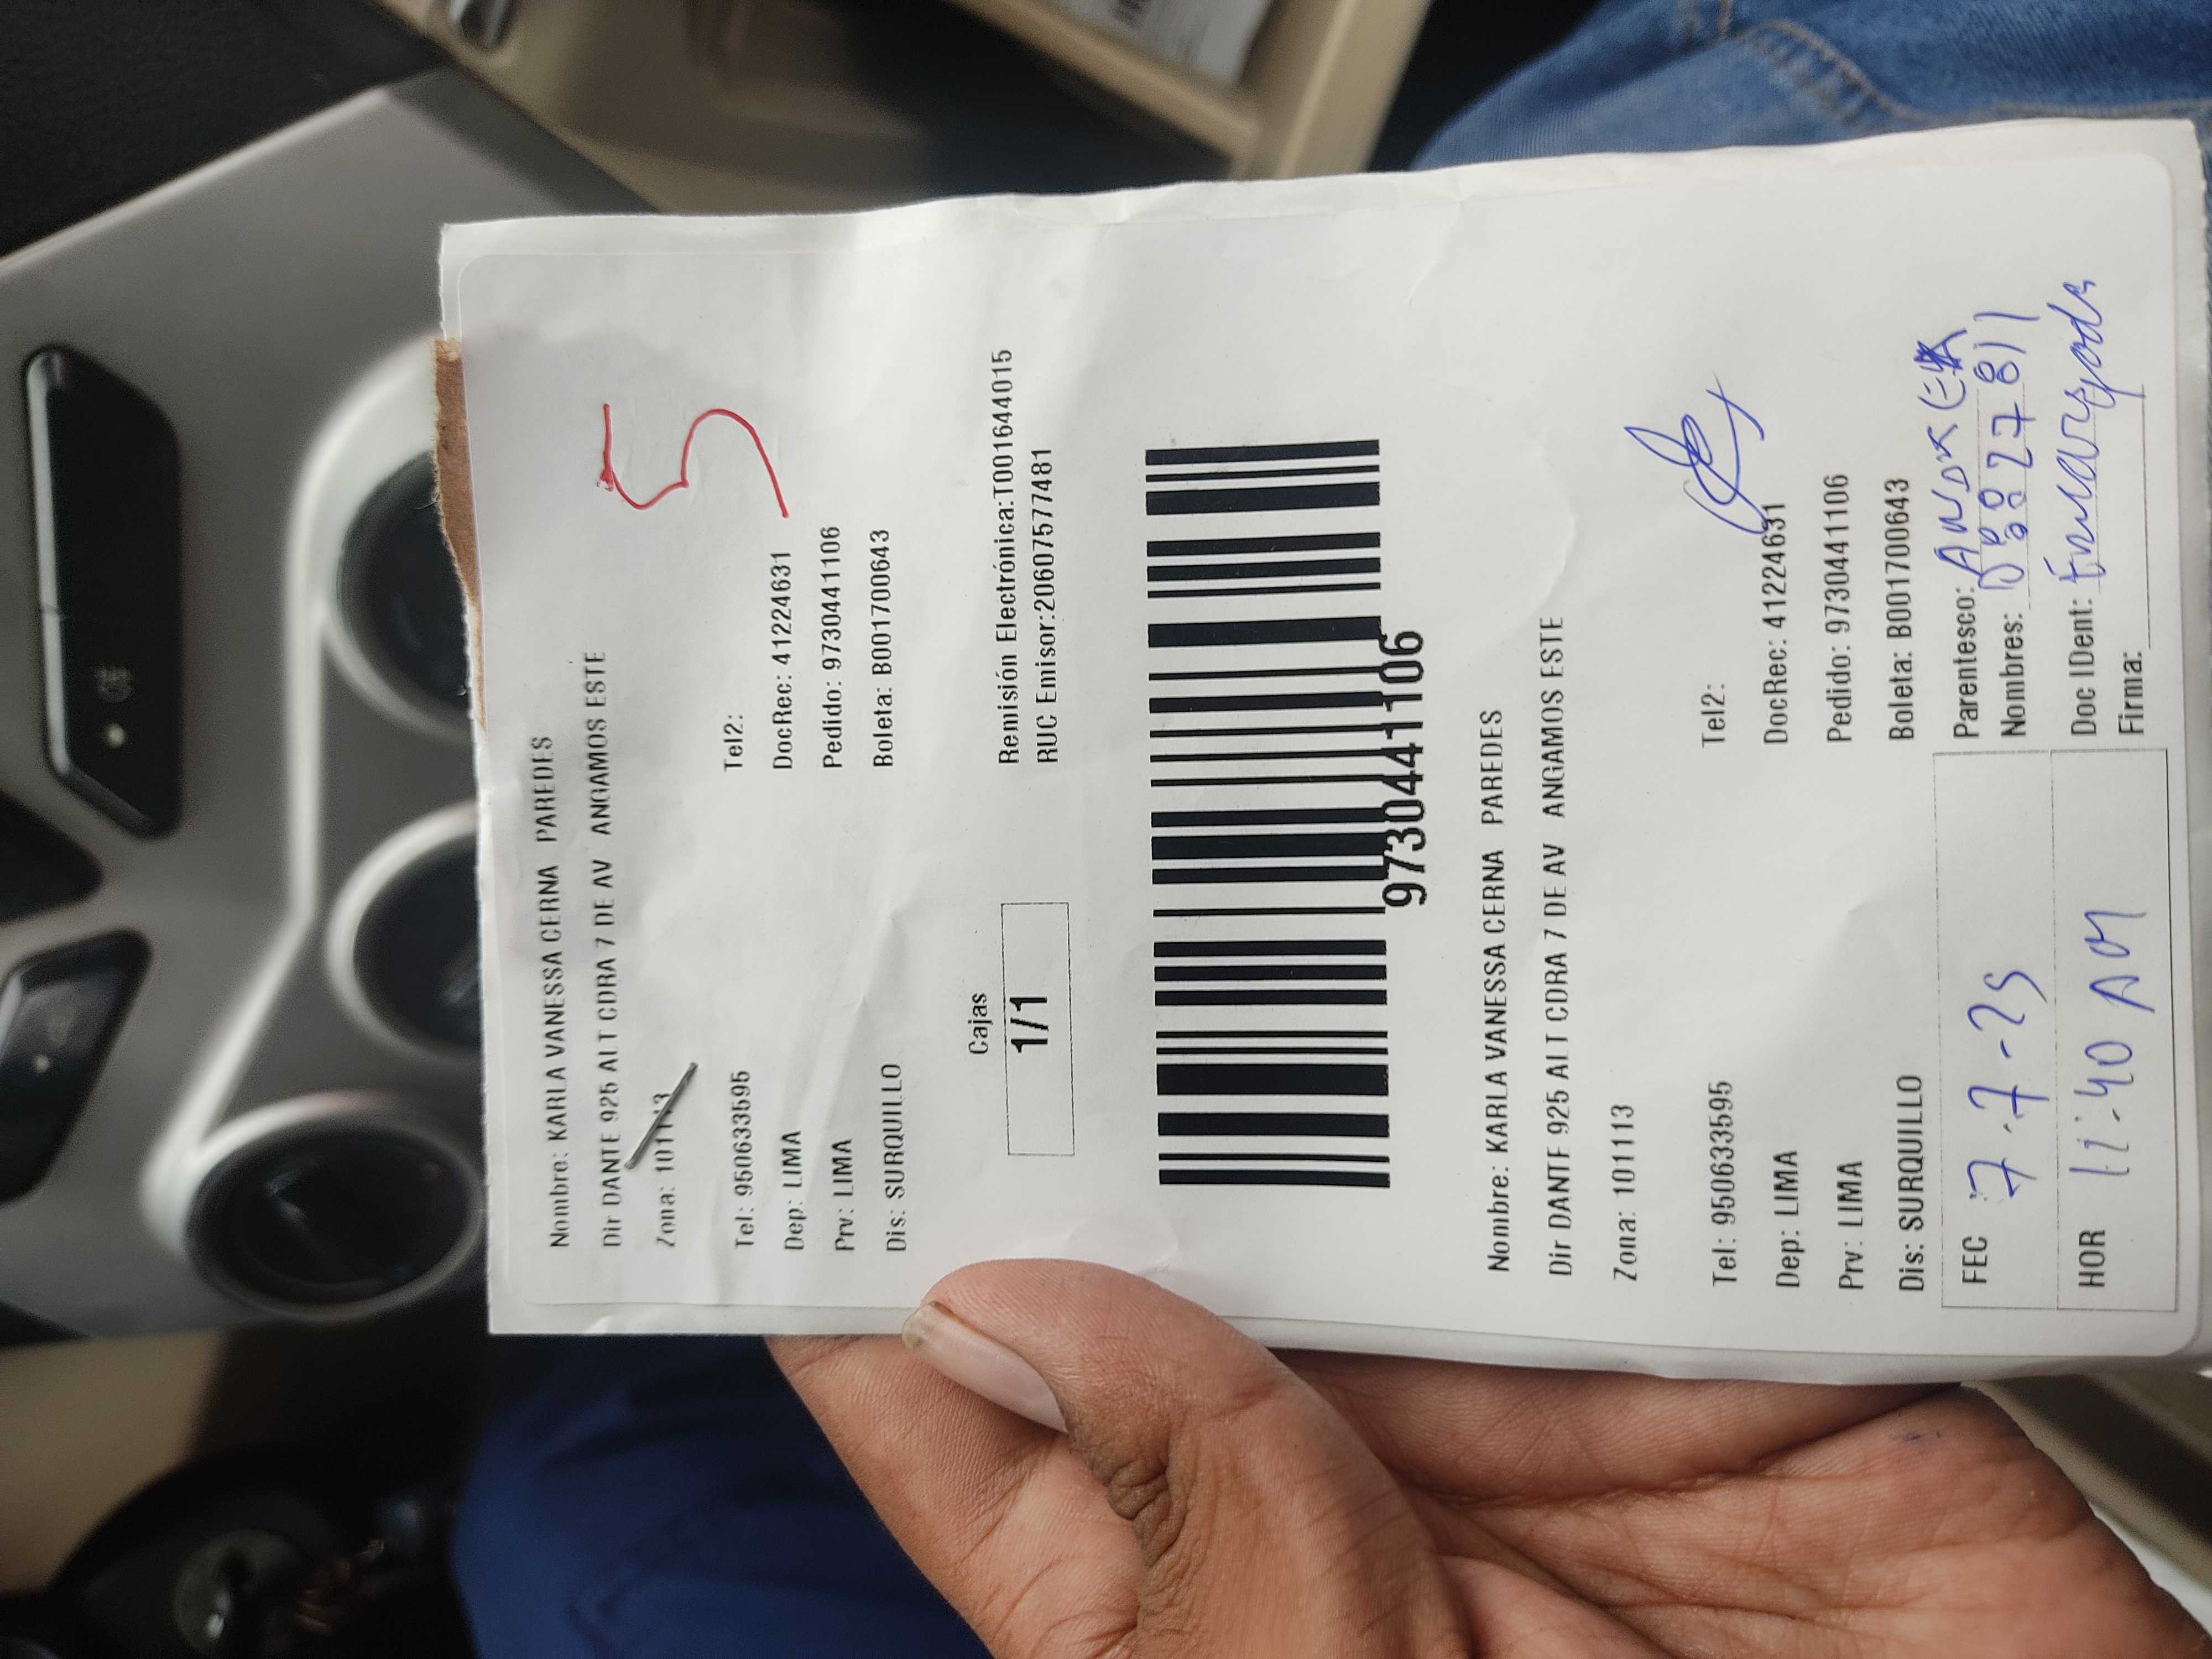 Nombre: KARLA VANESSA CERNA PAREDES
Dir DANTE 925 ALT CDRA 7 DE AV ANGAMOS ESTE
Zona: 101113
5
Tel: 950633595 Tel2:
Dep: LIMA DocRec: 41224631
Prv: LIMA Pedido: 9730441106
Dis: SURQUILLO Boleta: B001700643
Cajas
1/1
Remisión Electrónica:T001644015
RUC Emisor:20607577481
9730441106
Nombre: KARLA VANESSA CERNA PAREDES
Dir DANTE 925 ALT CDRA 7 DE AV ANGAMOS ESTE
Zona: 101113
Tel: 950633595 Tel2:
Dep: LIMA DocRec: 41224631
Prv: LIMA Pedido: 9730441106
Dis: SURQUILLO Boleta: B001700643
FEC 7-7-25
HOR 11:40 AM
Parentesco:
Nombres:
Doc IDent:
Firma: